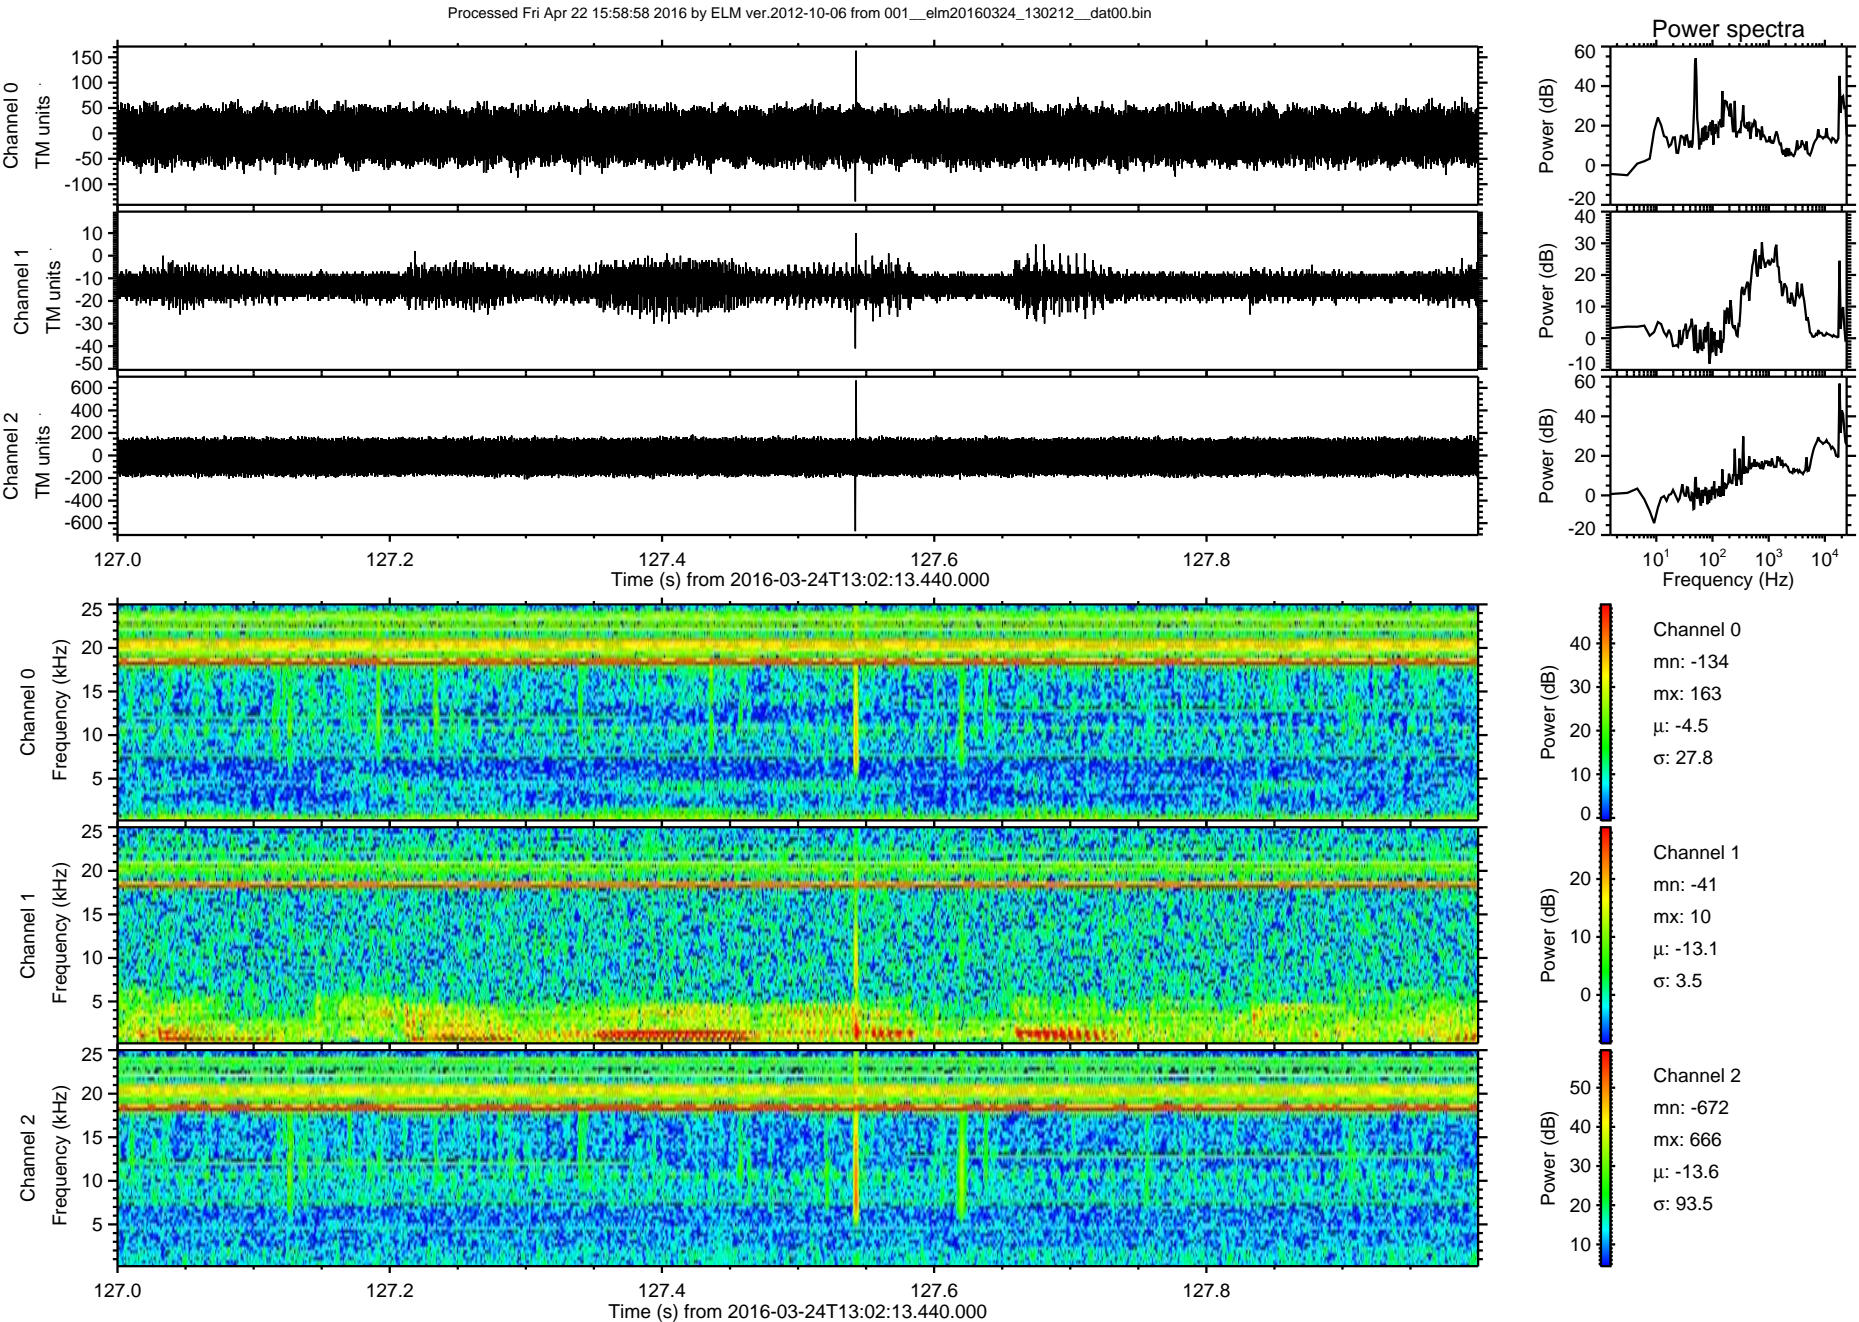 Processed Fri Apr 22 15:58:58 2016 by ELM ver.2012-10-06 from 001__elm20160324_130212__dat00.bin
Power spectra
Channel 0
TM units
150
100
50
0
-50
-100
Power (dB)
60
40
20
0
-20
Channel 1
TM units
10
0
-10
-20
-30
-40
-50
Power (dB)
40
30
20
10
0
-10
Channel 2
TM units
600
400
200
0
-200
-400
-600
Power (dB)
60
40
20
0
-20
127.0 127.2 127.4 127.6 127.8
Time (s) from 2016-03-24T13:02:13.440.000
10^1 10^2 10^3 10^4
Frequency (Hz)
Channel 0
Frequency (kHz)
25
20
15
10
5
Power (dB)
40
30
20
10
0
Channel 0
mn: -134
mx: 163
µ: -4.5
σ: 27.8
Channel 1
Frequency (kHz)
25
20
15
10
5
Power (dB)
20
10
0
Channel 1
mn: -41
mx: 10
µ: -13.1
σ: 3.5
Channel 2
Frequency (kHz)
25
20
15
10
5
Power (dB)
50
40
30
20
10
Channel 2
mn: -672
mx: 666
µ: -13.6
σ: 93.5
127.0 127.2 127.4 127.6 127.8
Time (s) from 2016-03-24T13:02:13.440.000